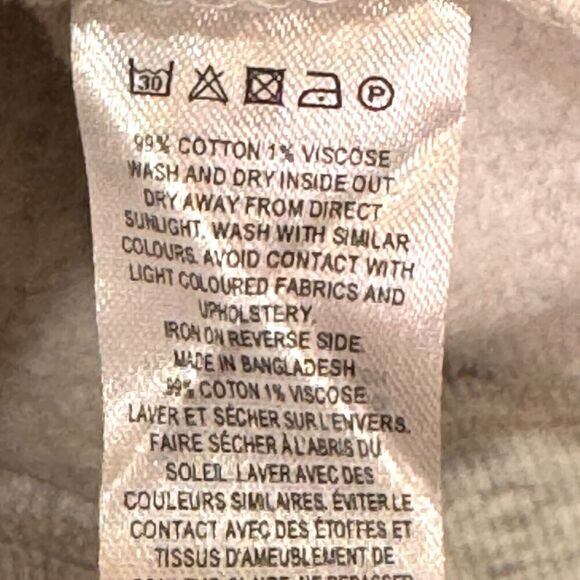 30 P
99% COTTON 1% VISCOSE
WASH AND DRY INSIDE OUT
DRY AWAY FROM DIRECT
SUNLIGHT. WASH WITH SIMILAR
COLOURS. AVOID CONTACT WITH
LIGHT COLOURED FABRICS AND
UPHOLSTERY.
IRON ON REVERSE SIDE
MADE IN BANGLADESH
99% COTON 1% VISCOSE
LAVER ET SÉCHER SUR L'ENVERS.
FAIRE SÉCHER À L'ABRIS DU
SOLEIL. LAVER AVEC DES
COULEURS SIMILAIRES. ÉVITER LE
CONTACT AVEC DES ÉTOFFES ET
TISSUS D'AMEUBLEMENT DE